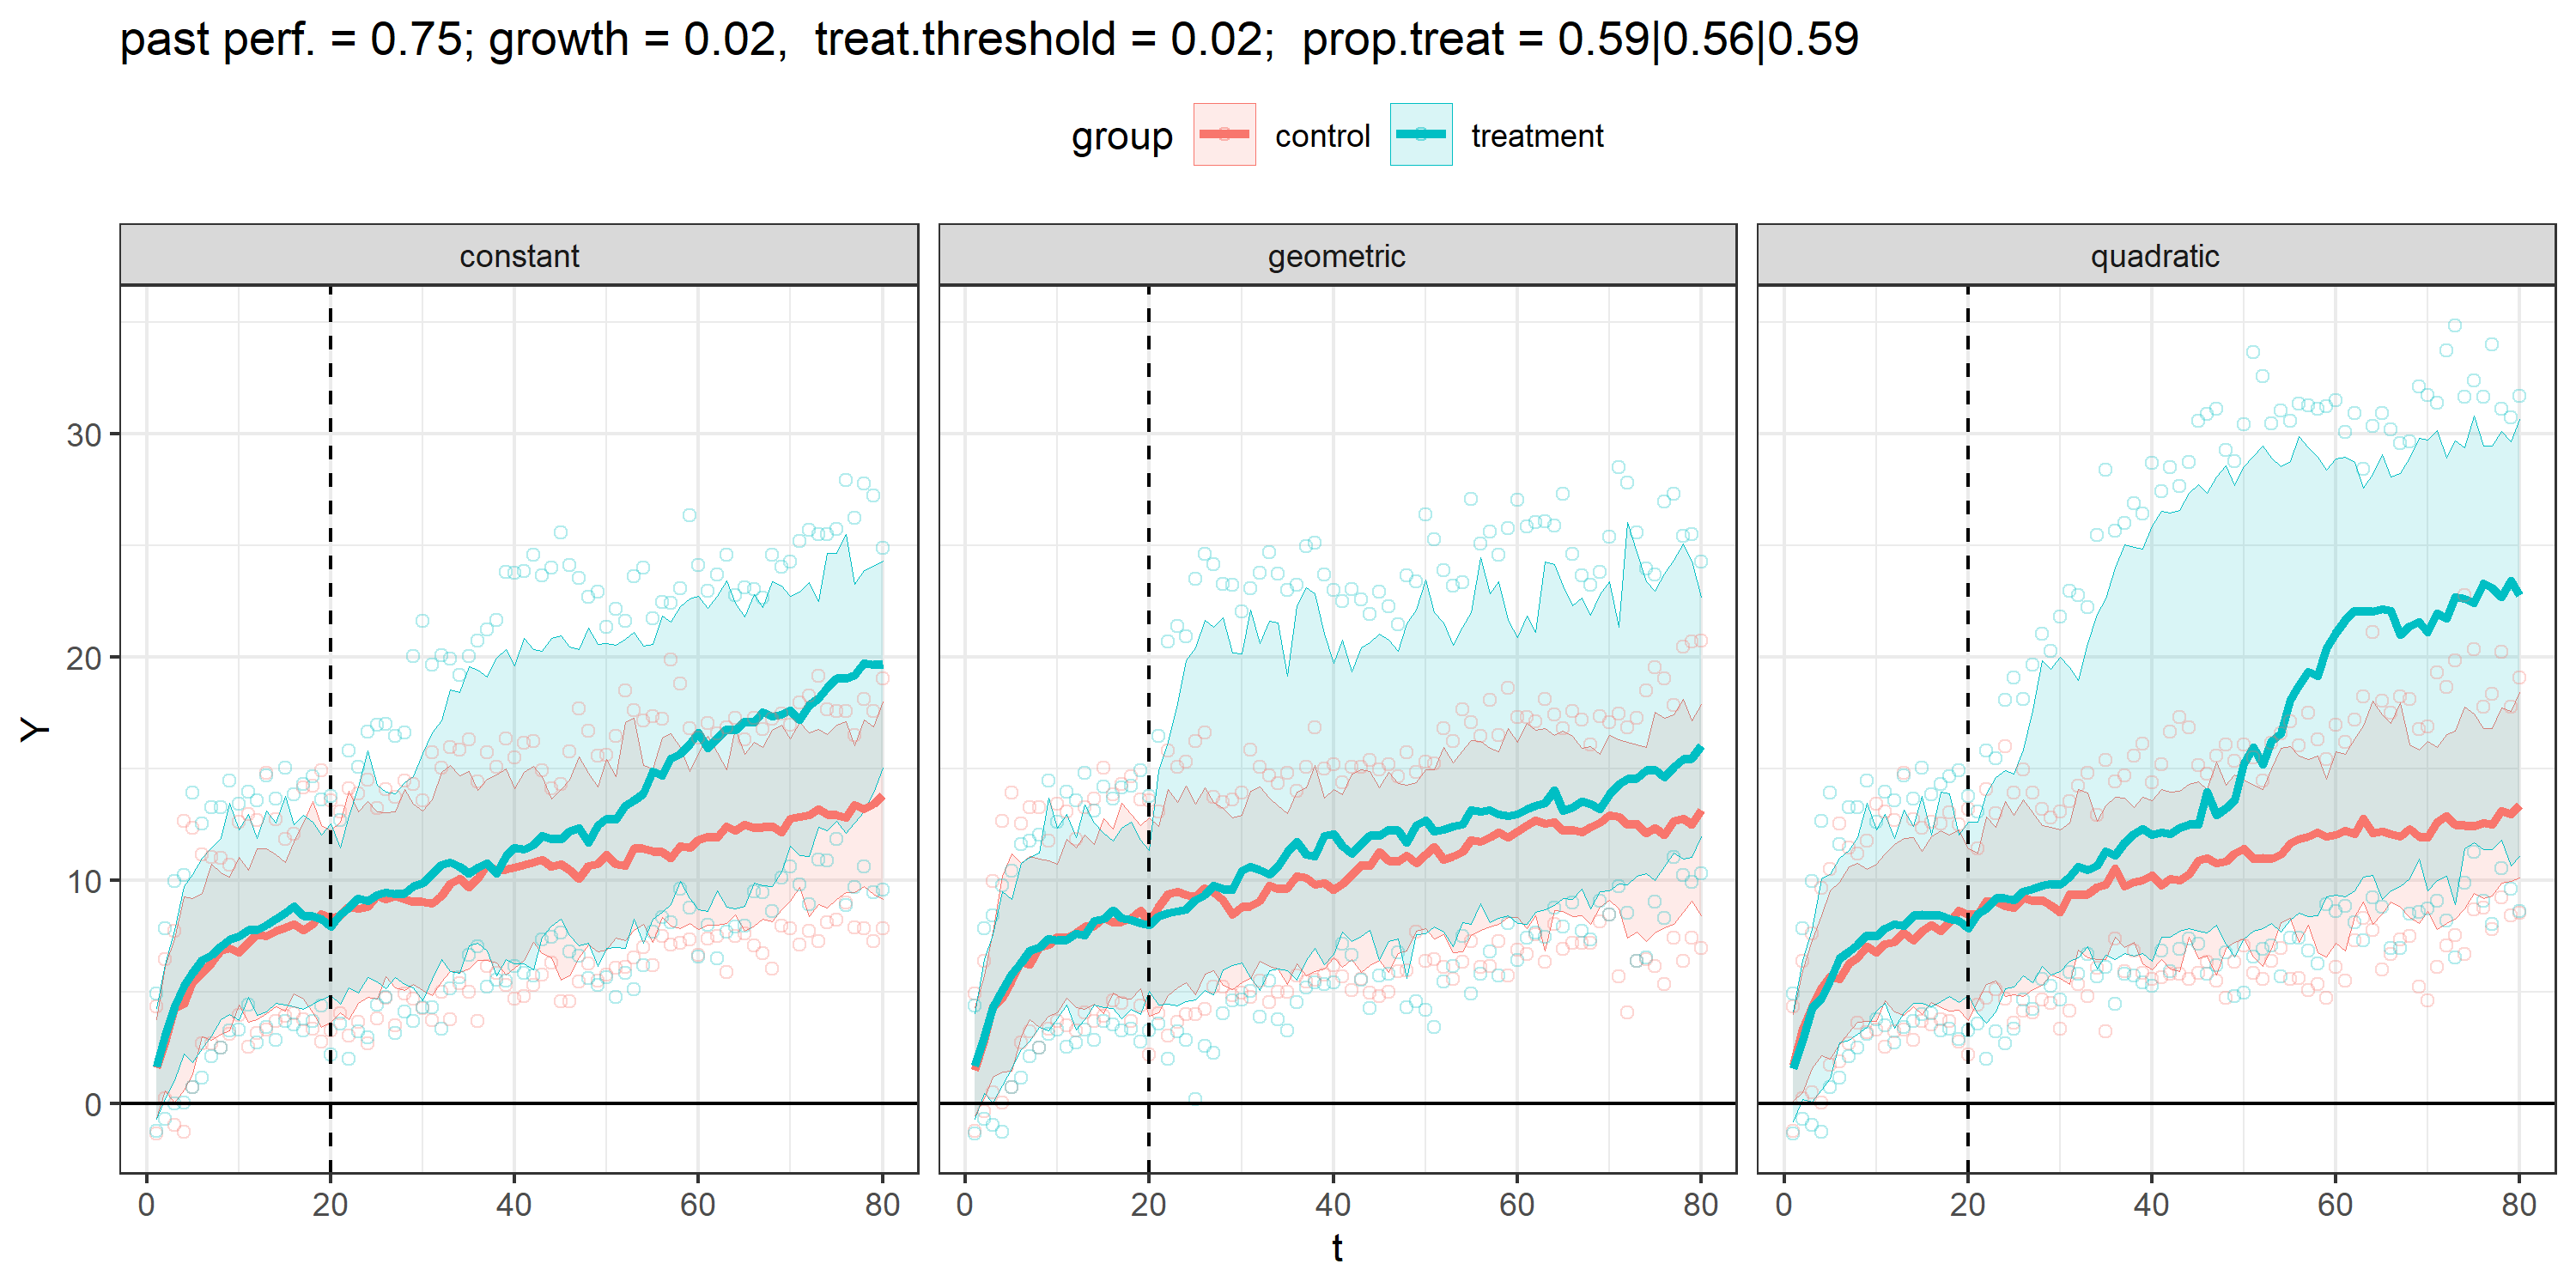 past perf. = 0.75; growth = 0.02,  treat.threshold = 0.02;  prop.treat = 0.59|0.56|0.59
group control treatment
constant geometric quadratic
30
20
10
0
Y
0 20 40 60 80 0 20 40 60 80 0 20 40 60 80
t